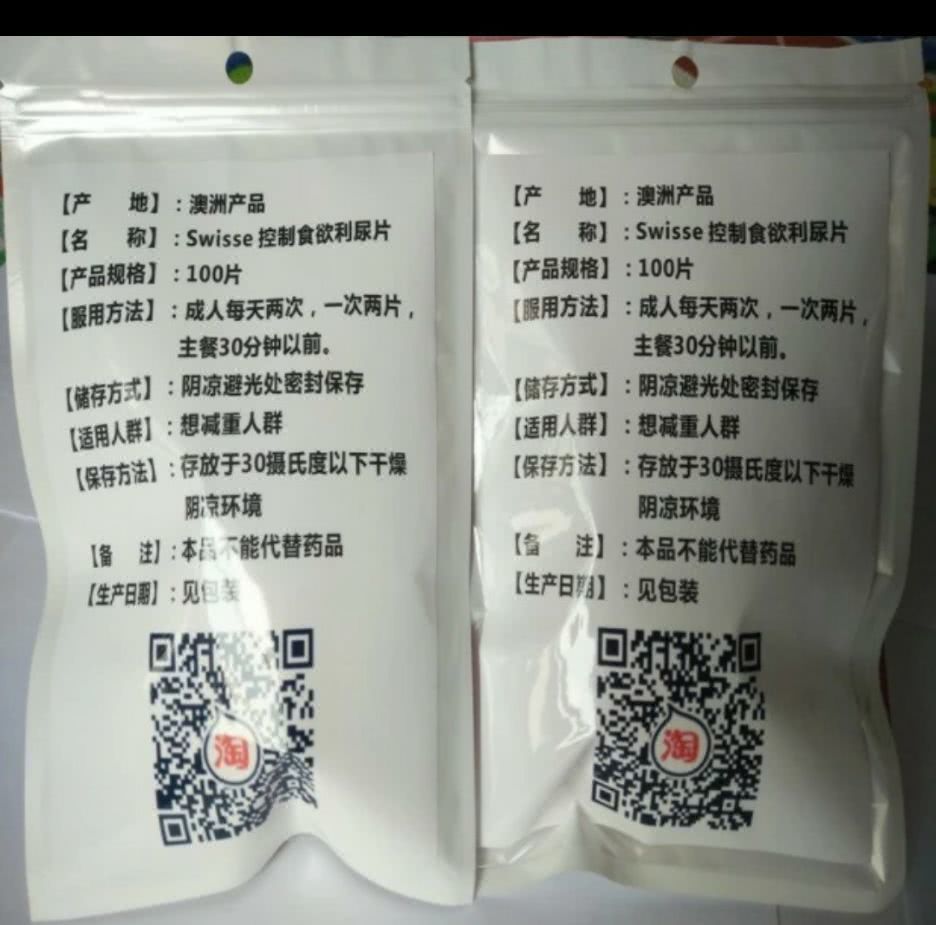 【产 地】：澳洲产品
【名 称】：Swisse 控制食欲利尿片
【产品规格】：100片
【服用方法】：成人每天两次，一次两片，
主餐30分钟以前。
【储存方式】：阴凉避光处密封保存
【适用人群】：想减重人群
【保存方法】：存放于30摄氏度以下干燥
阴凉环境
【备 注】：本品不能代替药品
【生产日期】：见包装
淘
【产 地】：澳洲产品
【名 称】：Swisse 控制食欲利尿片
【产品规格】：100片
【服用方法】：成人每天两次，一次两片，
主餐30分钟以前。
【储存方式】：阴凉避光处密封保存
【适用人群】：想减重人群
【保存方法】：存放于30摄氏度以下干燥
阴凉环境
【备 注】：本品不能代替药品
【生产日期】：见包装
淘